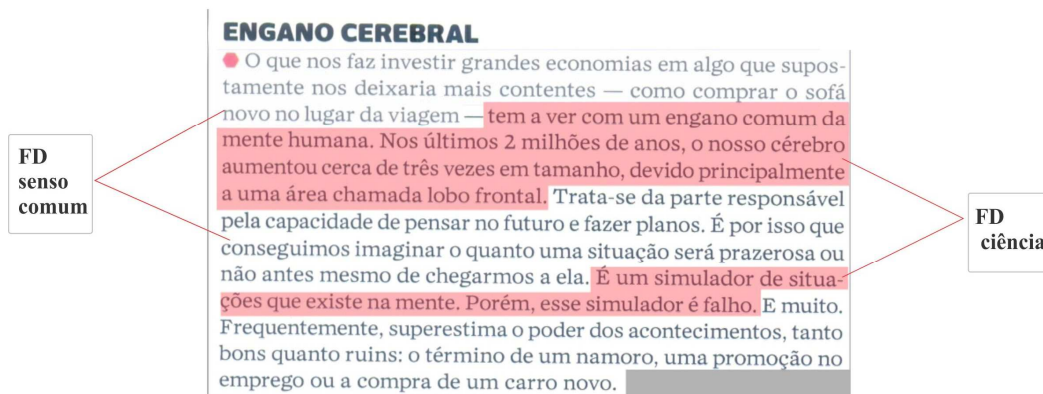 ENGANO CEREBRAL
O que nos faz investir grandes economias em algo que supos-
tamente nos deixaria mais contentes — como comprar o sofá
novo no lugar da viagem — tem a ver com um engano comum da
mente humana. Nos últimos 2 milhões de anos, o nosso cérebro
aumentou cerca de três vezes em tamanho, devido principalmente
a uma área chamada lobo frontal. Trata-se da parte responsável
pela capacidade de pensar no futuro e fazer planos. É por isso que
conseguimos imaginar o quanto uma situação será prazerosa ou
não antes mesmo de chegarmos a ela. É um simulador de situa-
ções que existe na mente. Porém, esse simulador é falho. E muito.
Frequentemente, superestima o poder dos acontecimentos, tanto
bons quanto ruins: o término de um namoro, uma promoção no
emprego ou a compra de um carro novo.
FD
senso
comum
FD
ciência